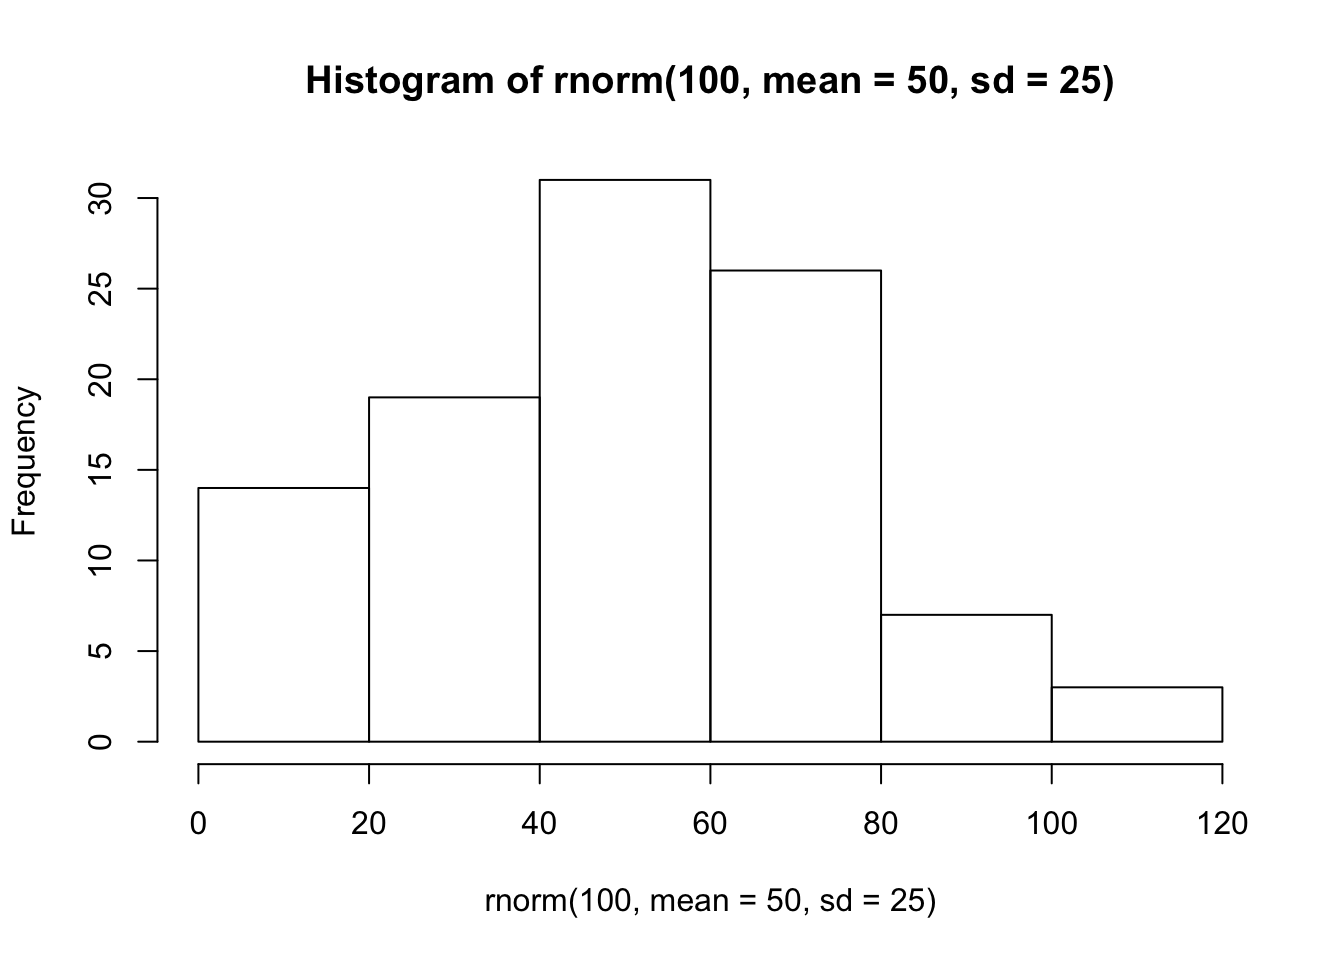 Histogram of rnorm(100, mean = 50, sd = 25)
Frequency
30
25
20
15
10
5
0
0 20 40 60 80 100 120
rnorm(100, mean = 50, sd = 25)